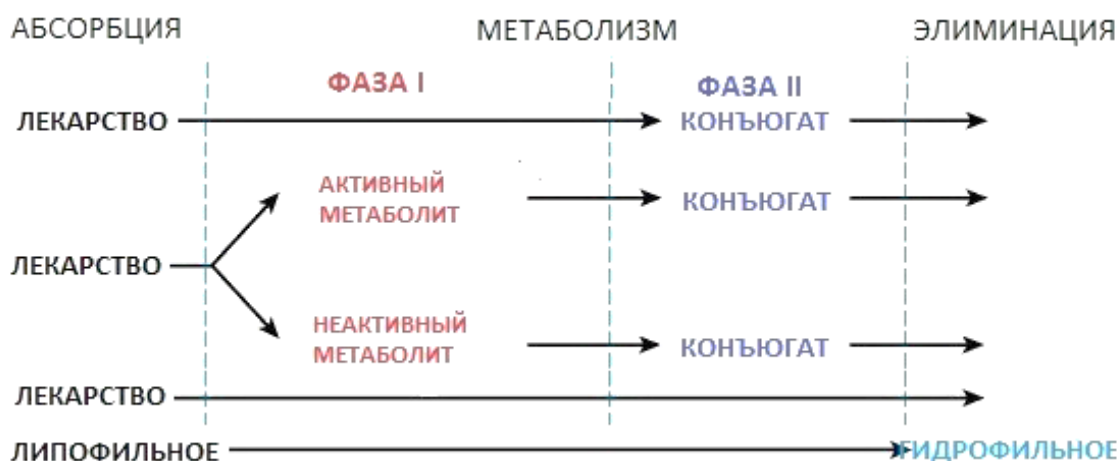 АБСОРБЦИЯ МЕТАБОЛИЗМ ЭЛИМИНАЦИЯ
ФАЗА I ФАЗА II
ЛЕКАРСТВО КОНЪЮГАТ
АКТИВНЫЙ
МЕТАБОЛИТ КОНЪЮГАТ
ЛЕКАРСТВО
НЕАКТИВНЫЙ
МЕТАБОЛИТ КОНЪЮГАТ
ЛЕКАРСТВО
ЛИПОФИЛЬНОЕ ГИДРОФИЛЬНОЕ